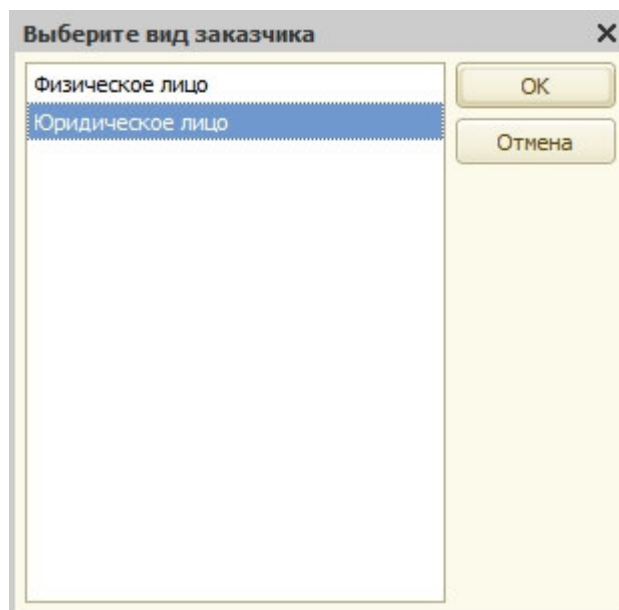 Выберите вид заказчика
Физическое лицо
Юридическое лицо
OK
Отмена